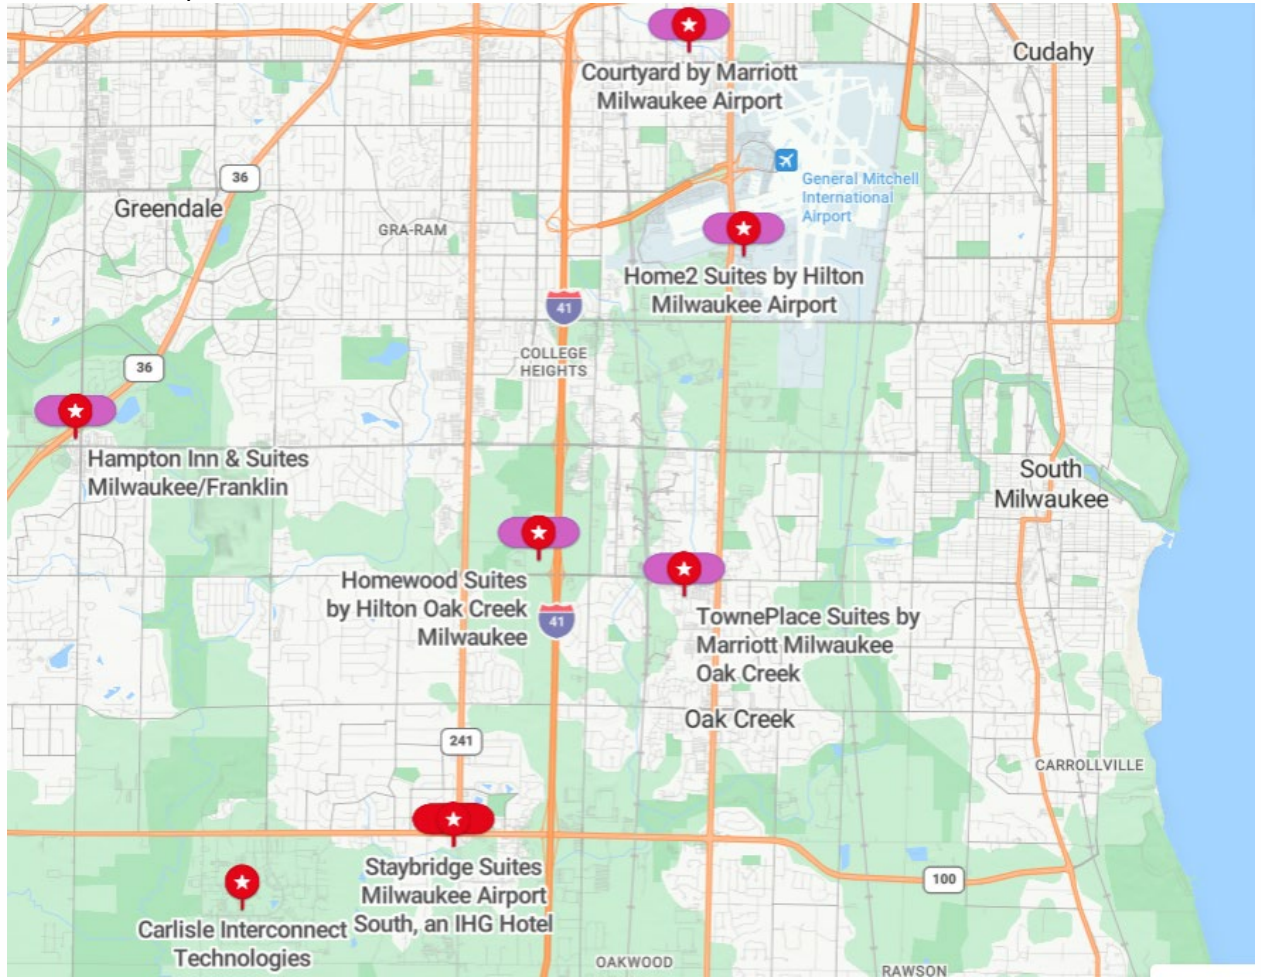 Cudahy
Courtyard by Marriott
Milwaukee Airport
36
General Mitchell
International
Airport
Greendale
GRA-RAM
Home2 Suites by Hilton
Milwaukee Airport
41
COLLEGE
HEIGHTS
36
Hampton Inn & Suites
Milwaukee/Franklin
South
Milwaukee
Homewood Suites
by Hilton Oak Creek
Milwaukee
41
TownePlace Suites by
Marriott Milwaukee
Oak Creek
Oak Creek
241
CARROLLVILLE
Staybridge Suites
Milwaukee Airport
South, an IHG Hotel
100
Carlisle Interconnect
Technologies
OAKWOOD
RAWSON